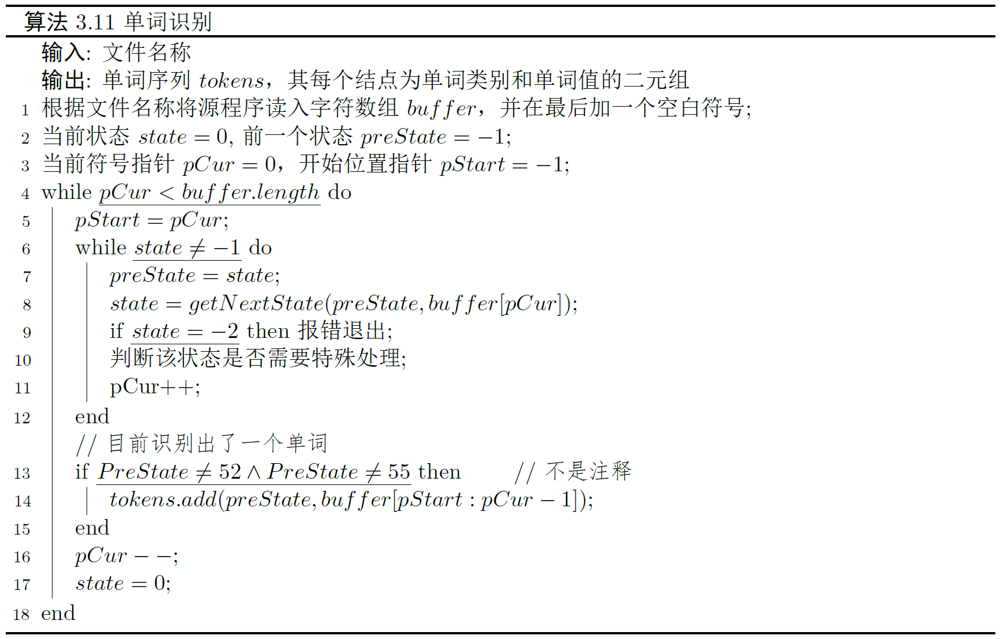 算法 3.11 单词识别
输入: 文件名称
输出: 单词序列 tokens，其每个结点为单词类别和单词值的二元组
1 根据文件名称将源程序读入字符数组 buffer，并在最后加一个空白符号;
2 当前状态 state = 0, 前一个状态 preState = −1;
3 当前符号指针 pCur = 0，开始位置指针 pStart = −1;
4 while pCur < buffer.length do
5 pStart = pCur;
6 while state ≠ −1 do
7 preState = state;
8 state = getNextState(preState, buffer[pCur]);
9 if state = −2 then 报错退出;
10 判断该状态是否需要特殊处理;
11 pCur++;
12 end
// 目前识别出了一个单词
13 if PreState ≠ 52 ∧ PreState ≠ 55 then // 不是注释
14 tokens.add(preState, buffer[pStart : pCur − 1]);
15 end
16 pCur − −;
17 state = 0;
18 end